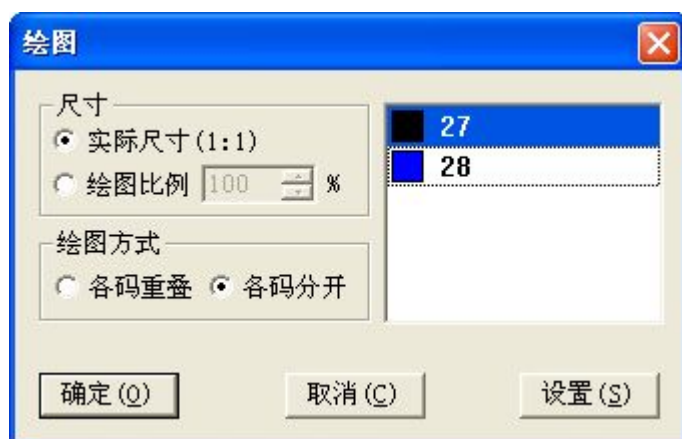 绘图
尺寸
实际尺寸(1:1)
绘图比例 100 %
绘图方式
各码重叠 各码分开
27
28
确定(O) 取消(C) 设置(S)